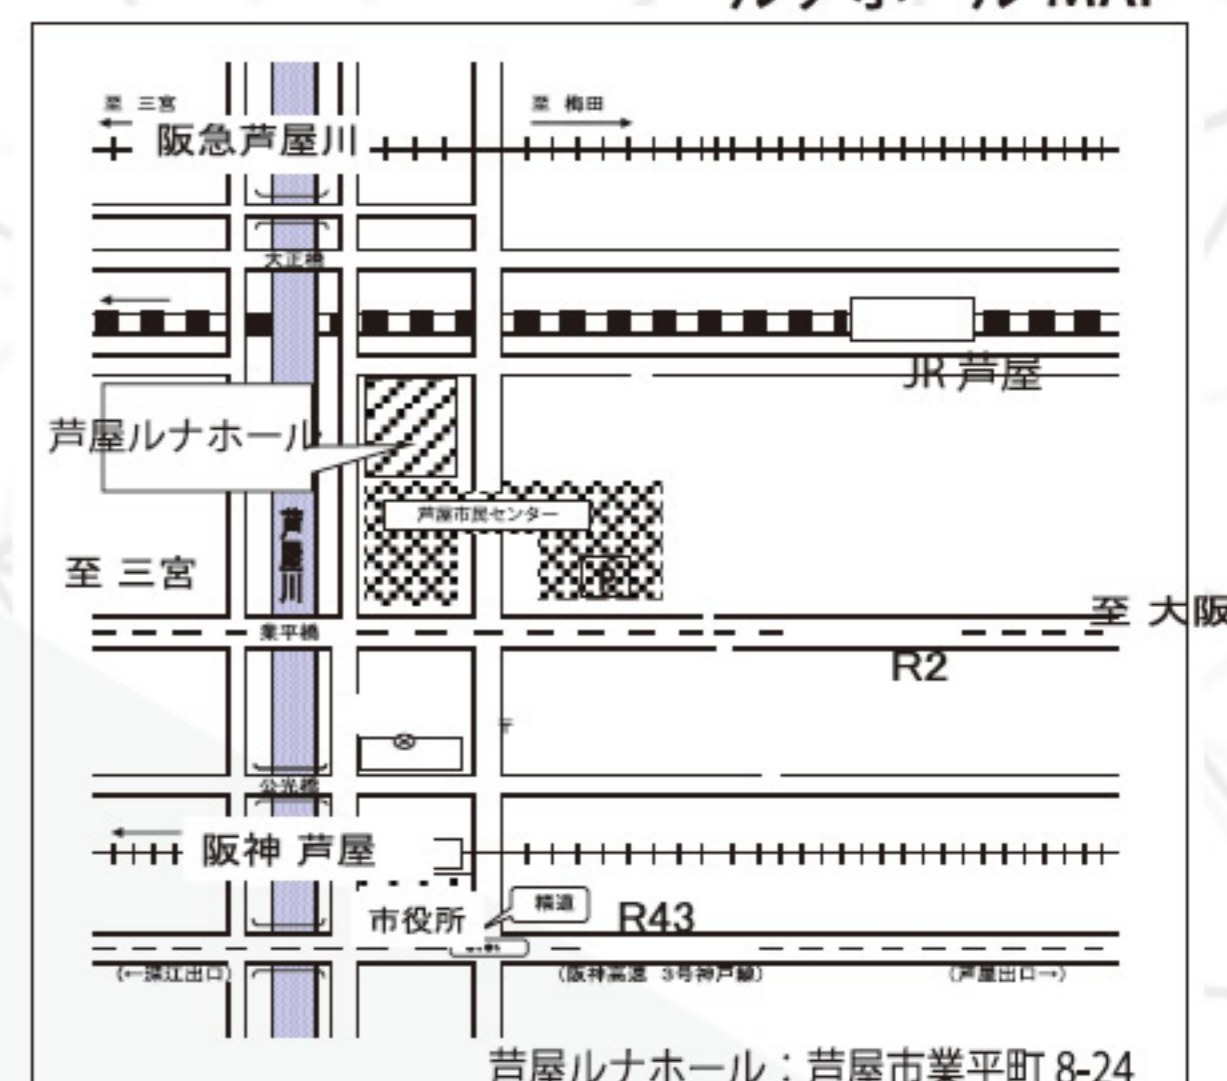 至 三宮
至 梅田
阪急芦屋川
大正橋
JR 芦屋
芦屋ルナホール
芦屋市民センター
芦屋川
至 三宮
P
至 大阪
業平橋
R2
〒
公光橋
阪神 芦屋
精道
市役所
R43
(←深江出口)
(阪神高速 3号神戸線)
(芦屋出口→)
芦屋ルナホール：芦屋市業平町 8-24